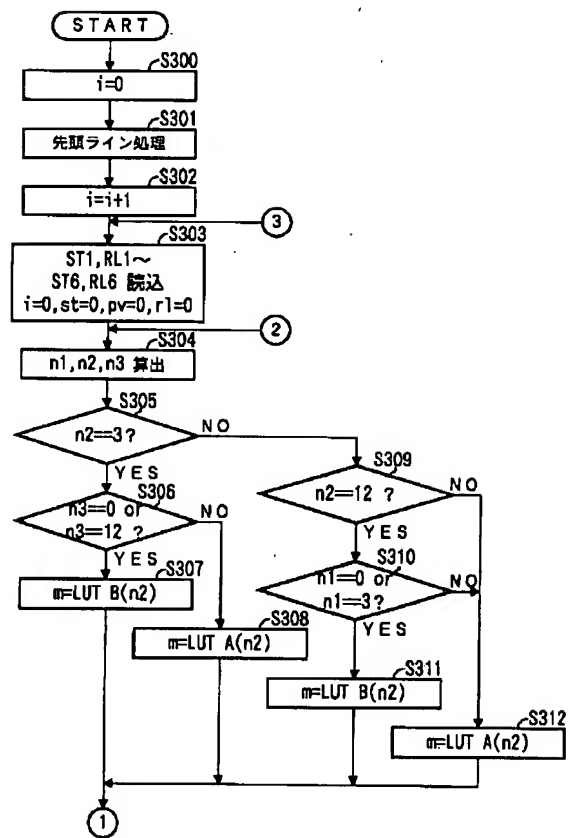 START
S300
i=0
S301
先頭ライン処理
S302
i=i+1
3
S303
ST1,RL1～
ST6,RL6 読込
i=0,st=0,pv=0,rl=0
2
S304
n1,n2,n3 算出
S305
n2==3?
NO
YES
S306
n3==0 or
n3==12 ?
NO
YES
S307
m=LUT B(n2)
S308
m=LUT A(n2)
S309
n2==12 ?
NO
YES
S310
n1==0 or
n1==3?
NO
YES
S311
m=LUT B(n2)
S312
m=LUT A(n2)
1